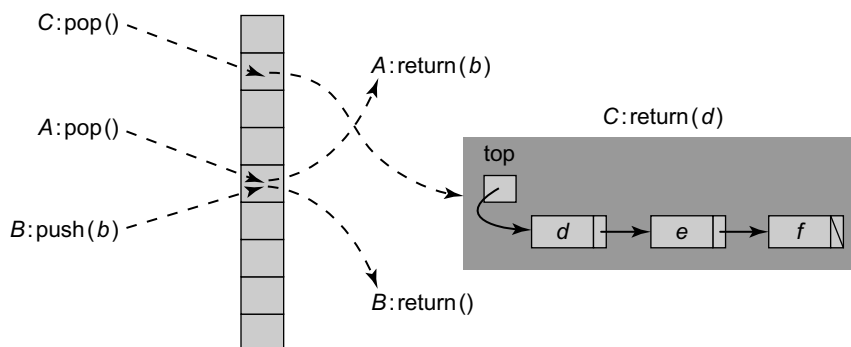 C:pop()
A:return(b)
C:return(d)
A:pop()
top
B:push(b)
d
e
f
B:return()